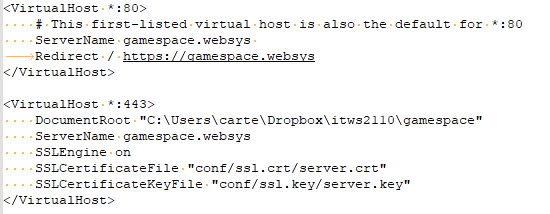 <VirtualHost *:80>
# This first-listed virtual host is also the default for *:80
ServerName gamespace.websys
Redirect / https://gamespace.websys
</VirtualHost>
<VirtualHost *:443>
DocumentRoot "C:\Users\carte\Dropbox\itws2110\gamespace"
ServerName gamespace.websys
SSLEngine on
SSLCertificateFile "conf/ssl.crt/server.crt"
SSLCertificateKeyFile "conf/ssl.key/server.key"
</VirtualHost>